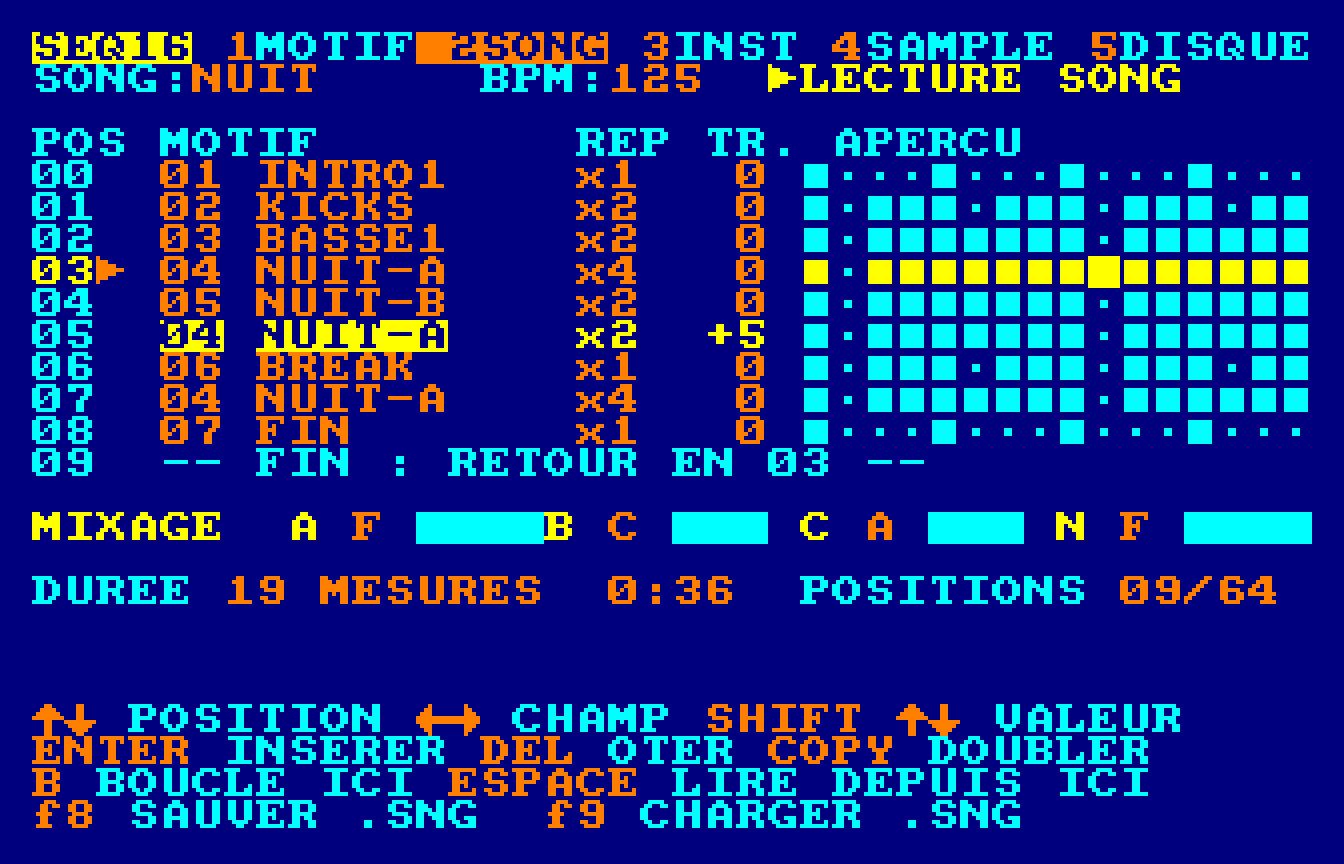 SEQ16 1MOTIF 2SONG 3INST 4SAMPLE 5DISQUE
SONG:NUIT BPM:125 ►LECTURE SONG
POS MOTIF REP TR. APERCU
00 01 INTRO1 x1 0
01 02 KICKS x2 0
02 03 BASSE1 x2 0
03► 04 NUIT-A x4 0
04 05 NUIT-B x2 0
05 04 NUIT-A x2 +5
06 06 BREAK x1 0
07 04 NUIT-A x4 0
08 07 FIN x1 0
09 -- FIN : RETOUR EN 03 --
MIXAGE A F B C C A N F
DUREE 19 MESURES 0:36 POSITIONS 09/64
↑↓ POSITION ↔ CHAMP SHIFT ↑↓ VALEUR
ENTER INSERER DEL OTER COPY DOUBLER
B BOUCLE ICI ESPACE LIRE DEPUIS ICI
f8 SAUVER .SNG f9 CHARGER .SNG